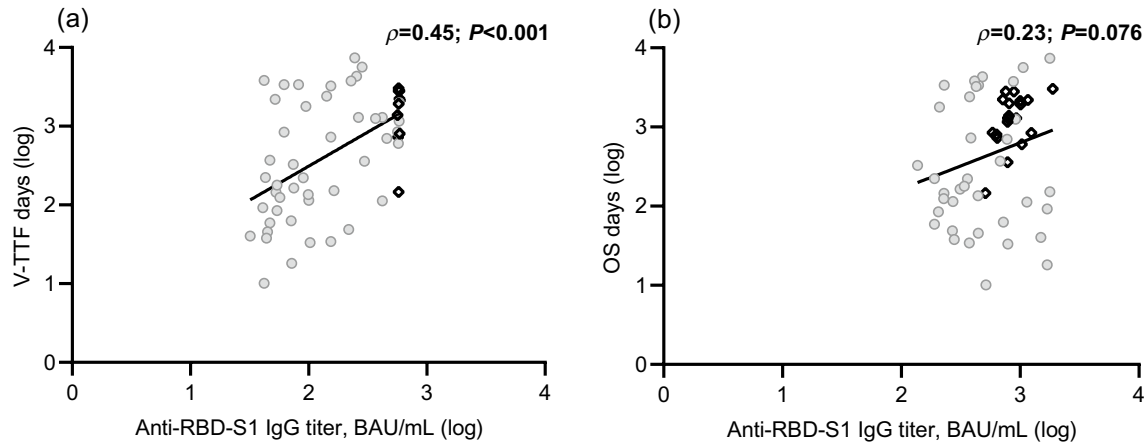 (a)
ρ=0.45; P<0.001
4
3
2
1
0
V-TTF days (log)
0 1 2 3 4
Anti-RBD-S1 IgG titer, BAU/mL (log)
(b)
ρ=0.23; P=0.076
4
3
2
1
0
OS days (log)
0 1 2 3 4
Anti-RBD-S1 IgG titer, BAU/mL (log)